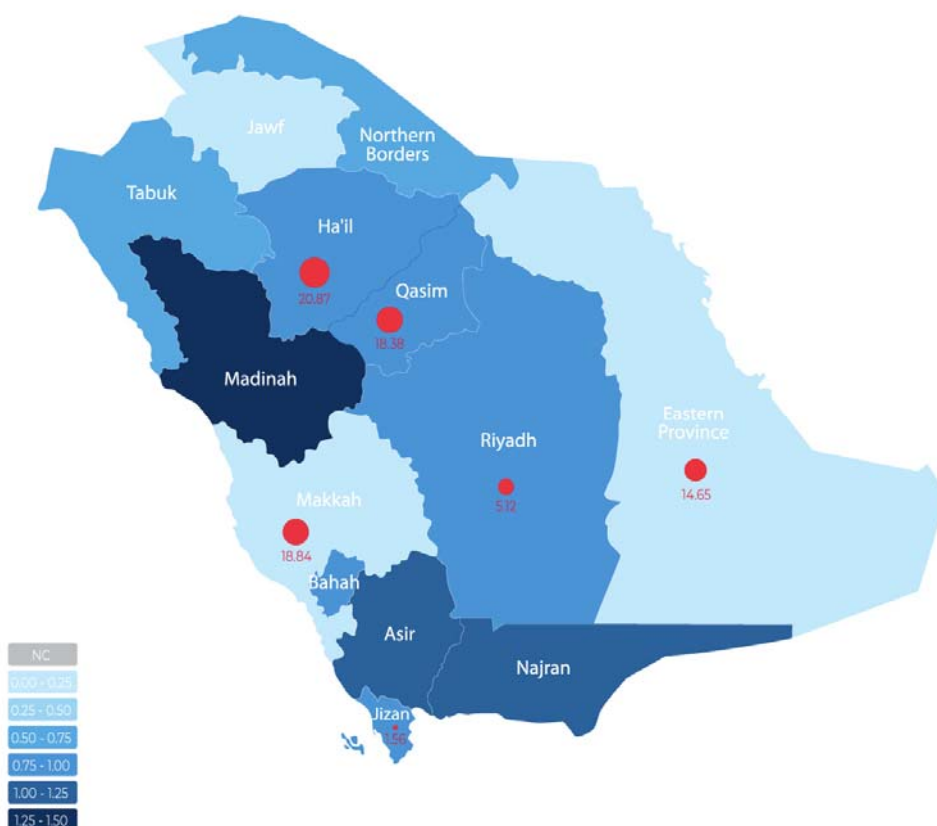 Jawf
Northern
Borders
Tabuk
Ha'il
20.87
Qasim
18.38
Madinah
Eastern
Province
14.65
Riyadh
5.12
Makkah
18.84
Bahah
Asir
Najran
Jizan
1.56
NC
0.00 - 0.25
0.25 - 0.50
0.50 - 0.75
0.75 - 1.00
1.00 - 1.25
1.25 - 1.50